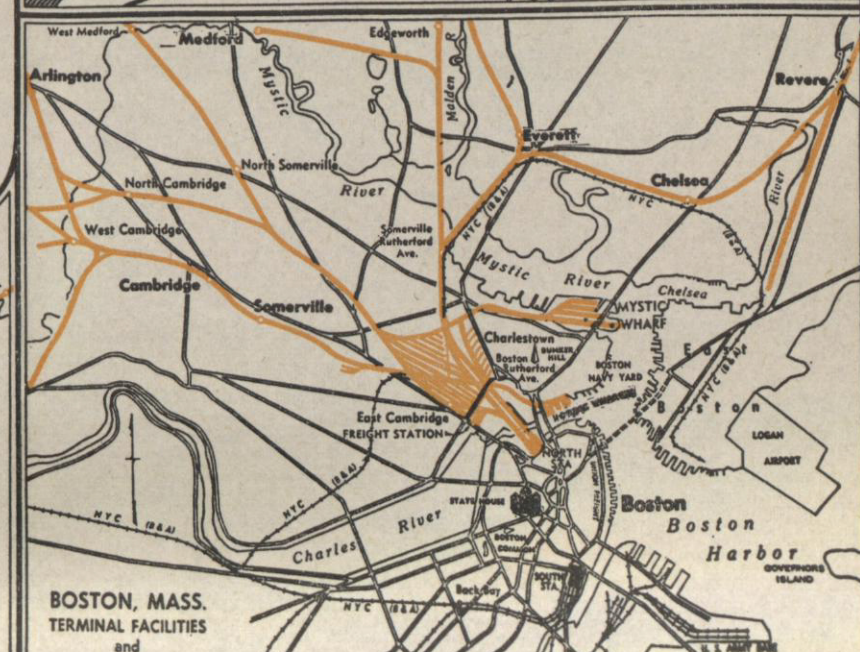 West Medford
Medford
Edgeworth
Arlington
Mystic
Malden R
Revere
Everett
North Somerville
North Cambridge
River
Chelsea
NYC
River
West Cambridge
Somerville
Rutherford
Ave.
NYC (B&A)
(B&A)
Mystic River
Chelsea
Cambridge
Somerville
MYSTIC
WHARF
Charlestown
BUNKER
HILL
Boston
Rutherford
Ave.
BOSTON
NAVY YARD
East
Boston
NYC (B&A)
LOGAN
AIRPORT
East Cambridge
FREIGHT STATION
NORTH
STA
STATE HOUSE
Boston
Boston
Harbor
GOVERNORS
ISLAND
NYC (B&A)
NYC (B&A)
Charles River
BOSTON
COMMON
SOUTH
STA.
Back Bay
NYC (B&A)
U. S. ARMY BASE
BOSTON, MASS.
TERMINAL FACILITIES
and